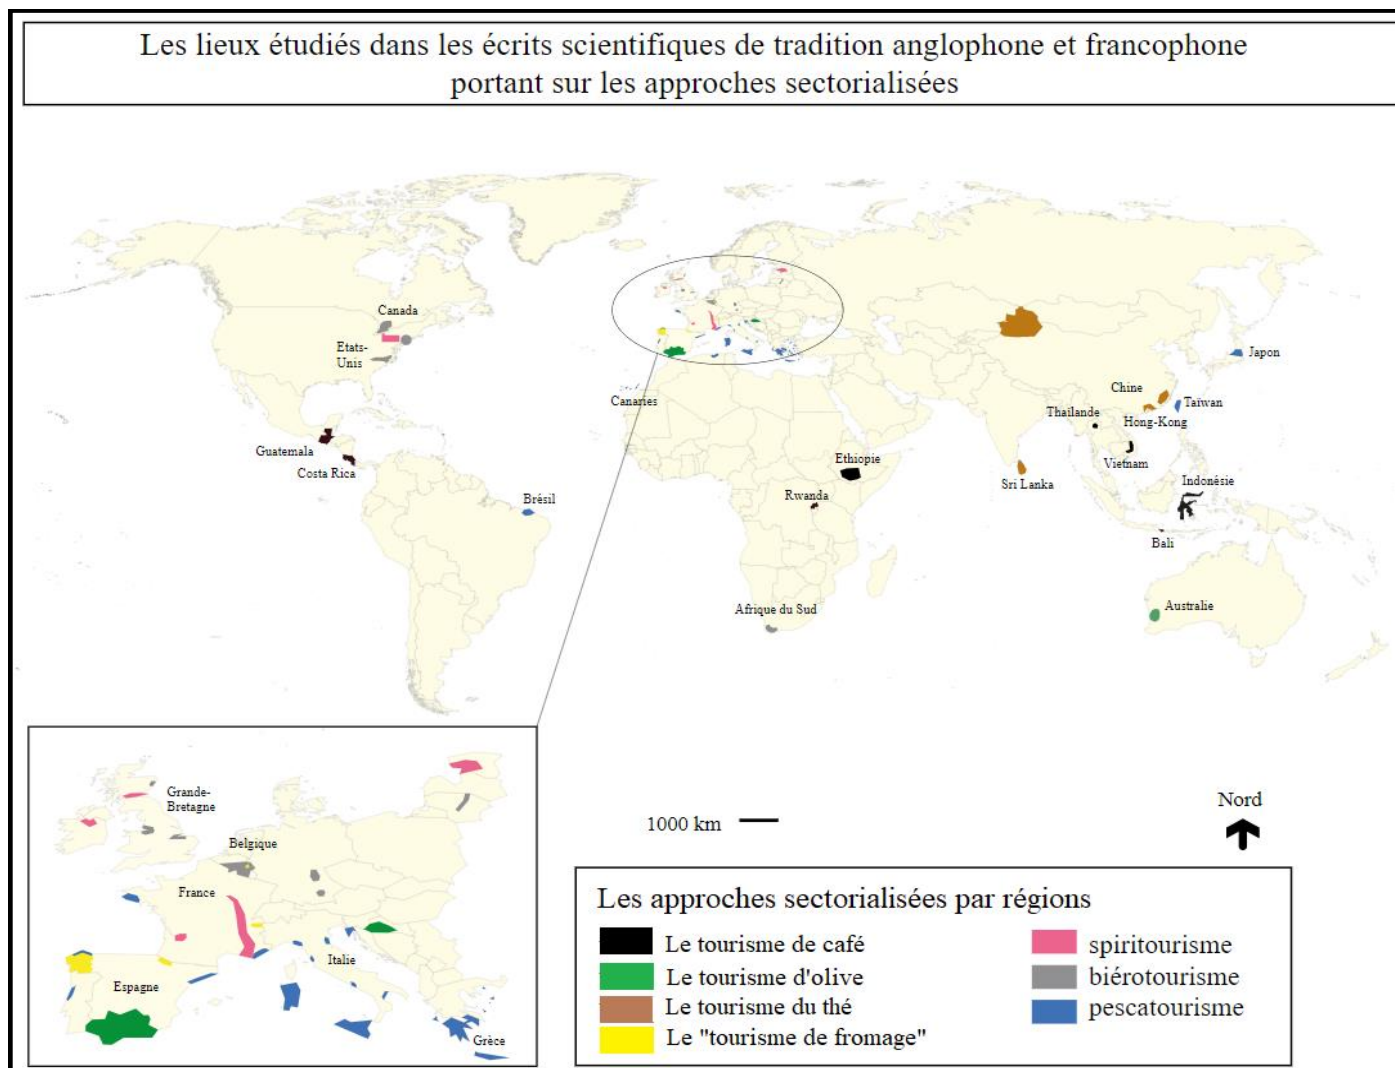 Les lieux étudiés dans les écrits scientifiques de tradition anglophone et francophone
portant sur les approches sectorialisées
Canada
Etats-
Unis
Guatemala
Costa Rica
Brésil
Canaries
Ethiopie
Rwanda
Afrique du Sud
Japon
Chine
Taïwan
Hong-Kong
Thaïlande
Vietnam
Sri Lanka
Indonésie
Bali
Australie
Grande-
Bretagne
Belgique
France
Italie
Espagne
Grèce
1000 km
Nord
Les approches sectorialisées par régions
Le tourisme de café
Le tourisme d'olive
Le tourisme du thé
Le "tourisme de fromage"
spiritourisme
biérotourisme
pescatourisme